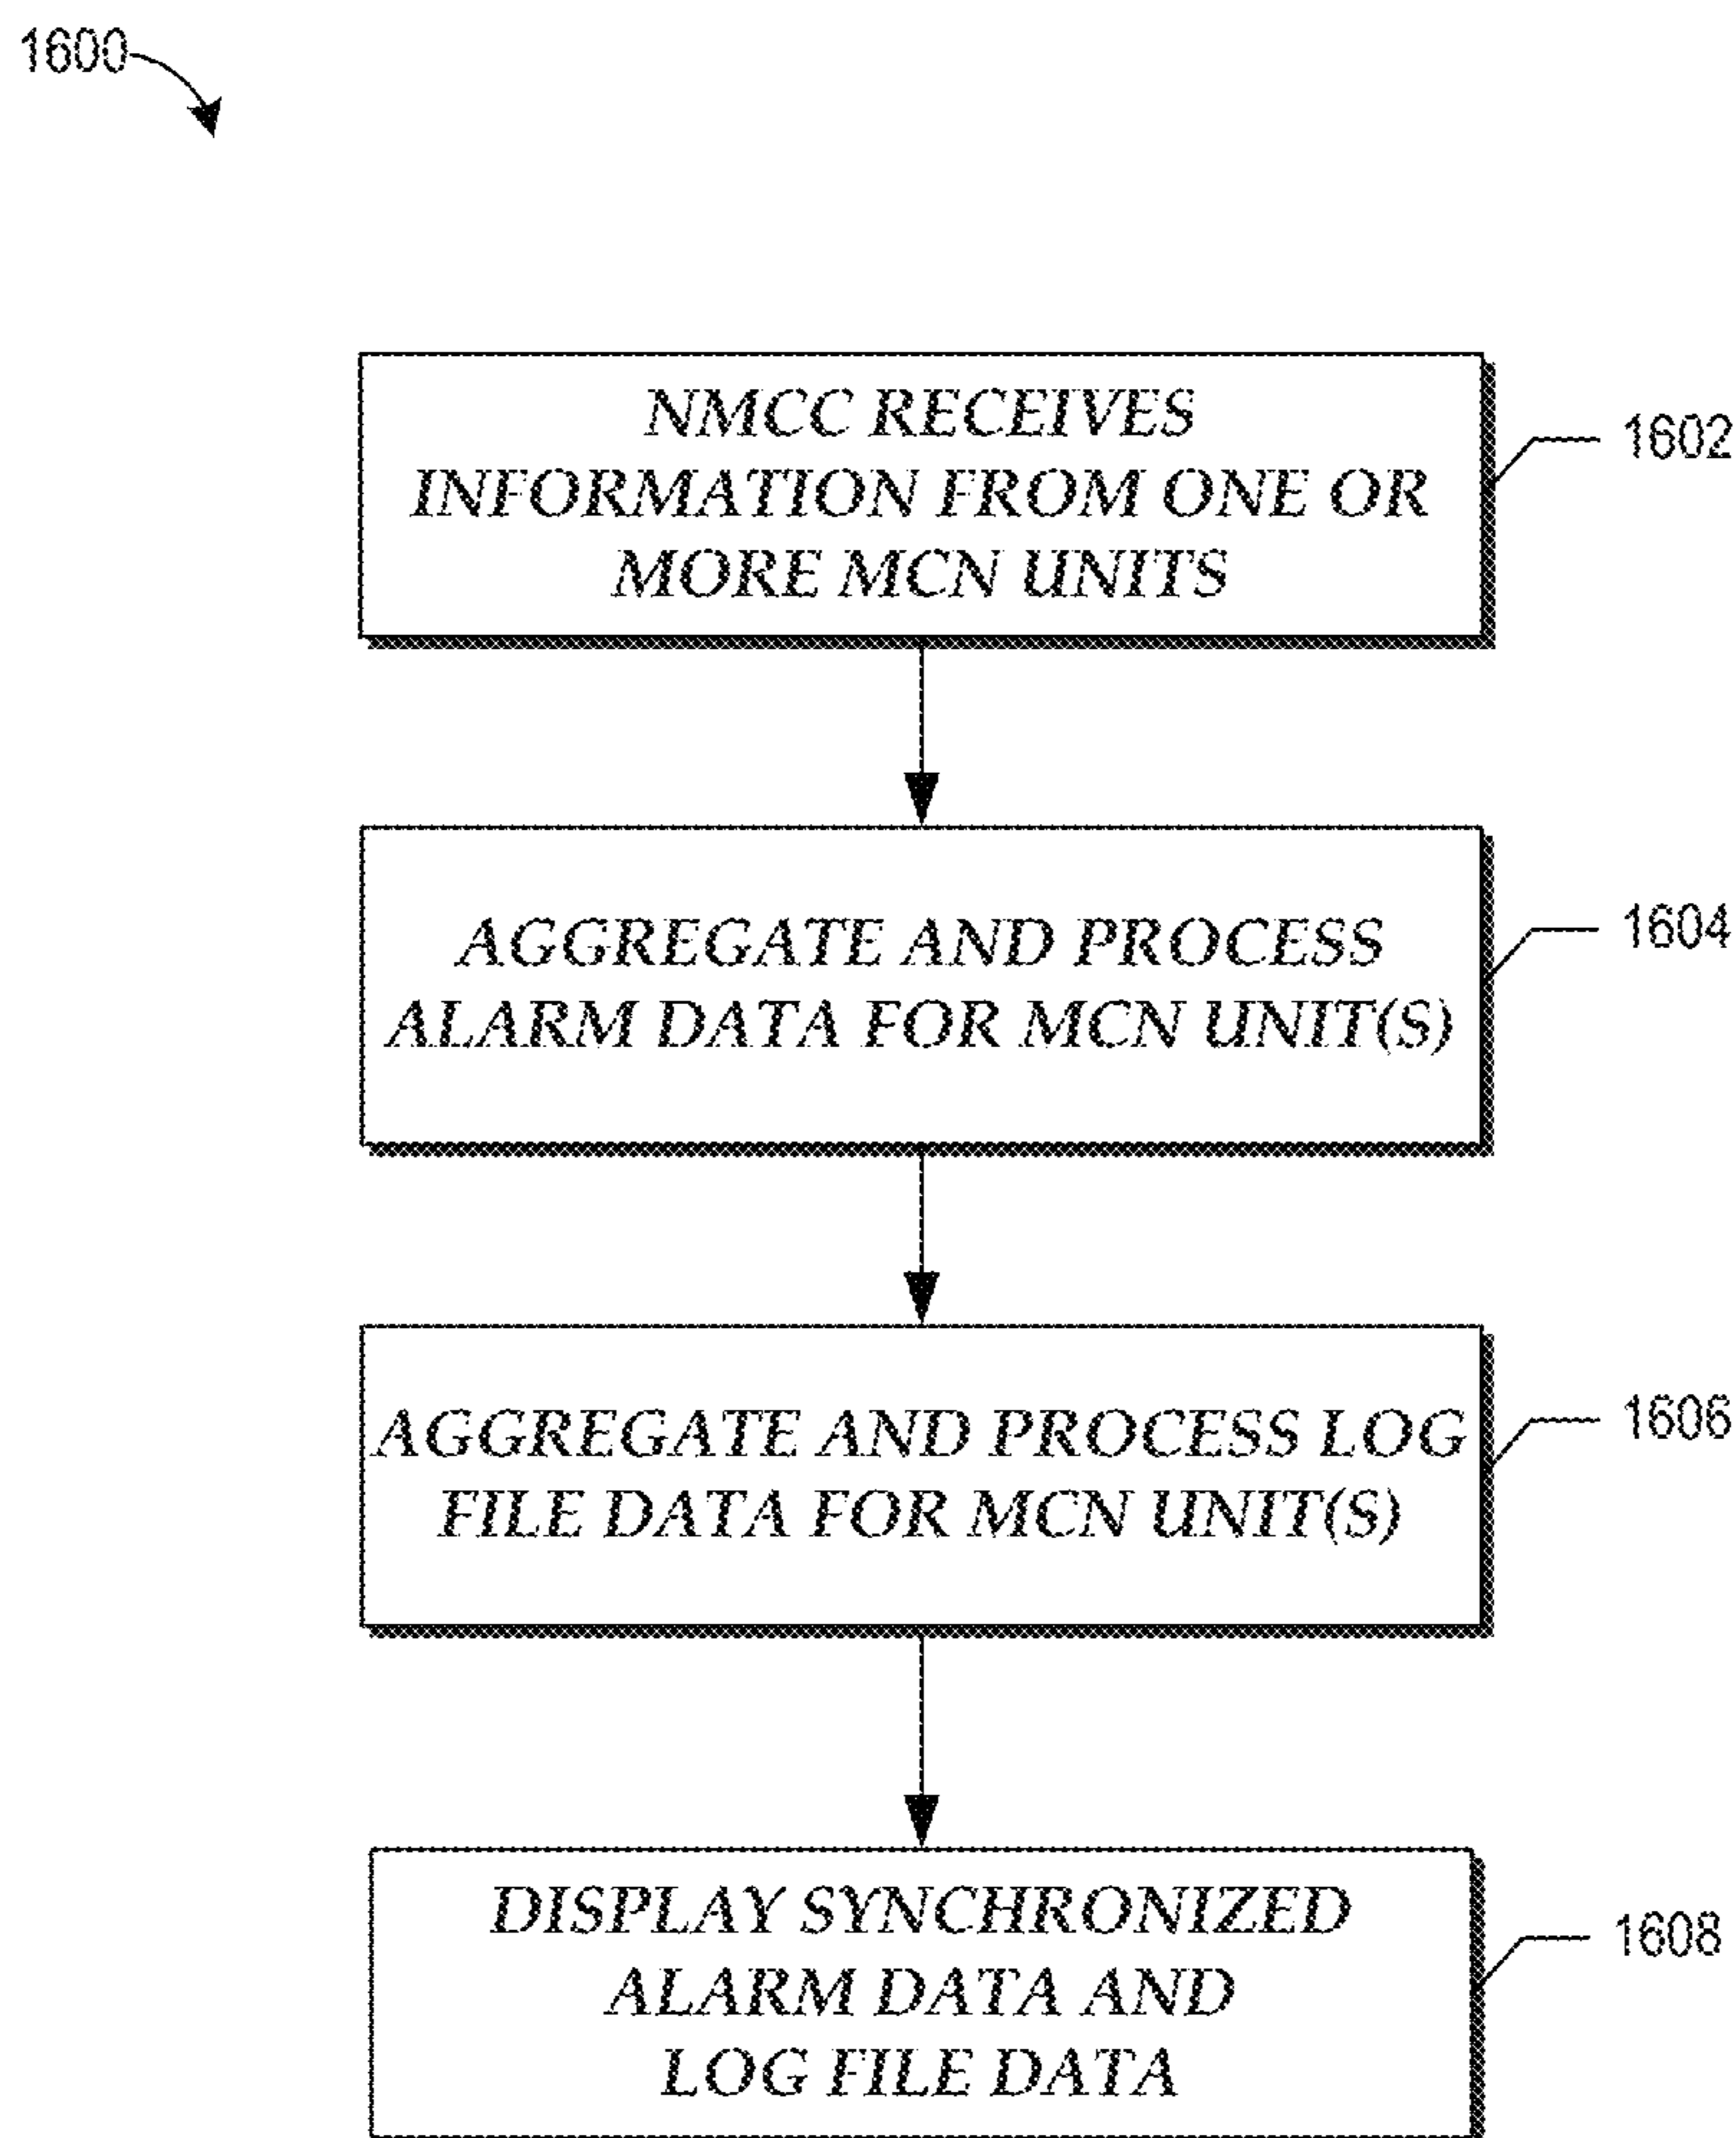 1600
NMCC RECEIVES
INFORMATION FROM ONE OR
MORE MCN UNITS
1602
AGGREGATE AND PROCESS
ALARM DATA FOR MCN UNIT(S)
1604
AGGREGATE AND PROCESS LOG
FILE DATA FOR MCN UNIT(S)
1606
DISPLAY SYNCHRONIZED
ALARM DATA AND
LOG FILE DATA
1608